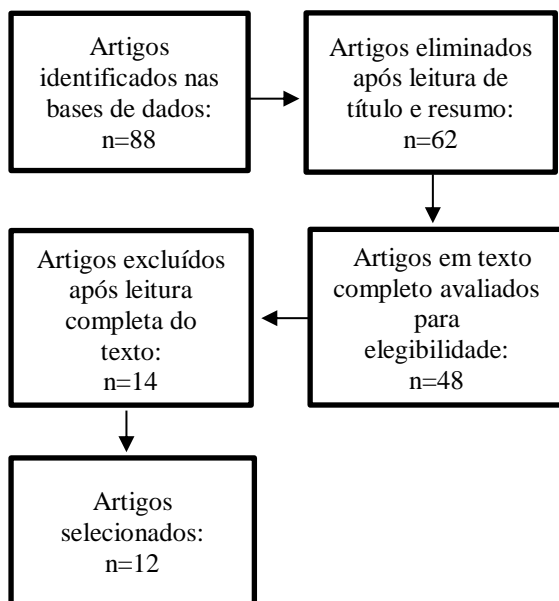 Artigos
identificados nas
bases de dados:
n=88
Artigos eliminados
após leitura de
título e resumo:
n=62
Artigos em texto
completo avaliados
para
elegibilidade:
n=48
Artigos excluídos
após leitura
completa do
texto:
n=14
Artigos
selecionados:
n=12